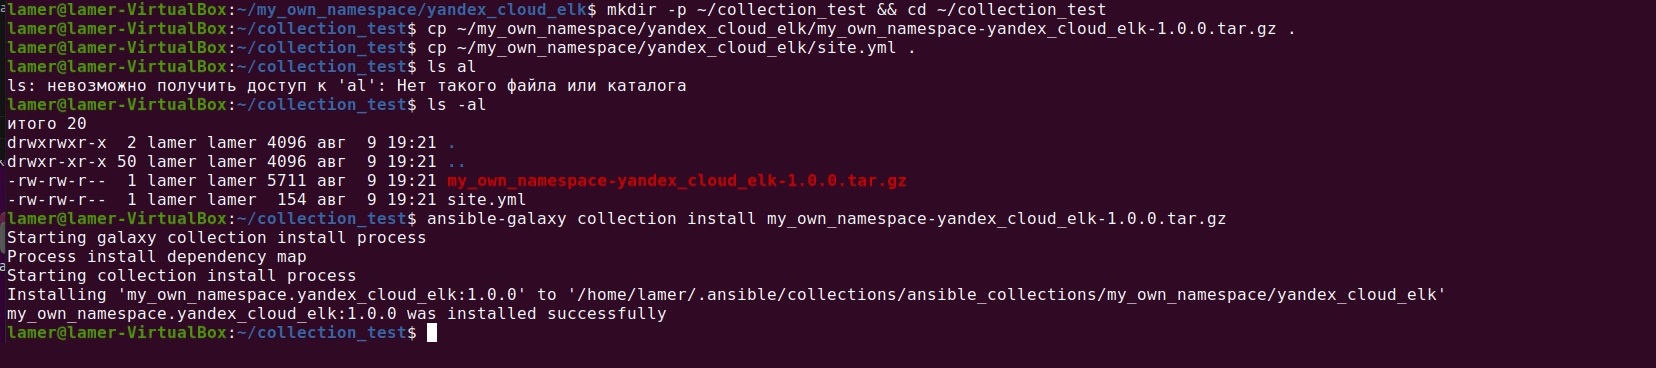 lamer@lamer-VirtualBox:~/my_own_namespace/yandex_cloud_elk$ mkdir -p ~/collection_test && cd ~/collection_test
lamer@lamer-VirtualBox:~/collection_test$ cp ~/my_own_namespace/yandex_cloud_elk/my_own_namespace-yandex_cloud_elk-1.0.0.tar.gz .
lamer@lamer-VirtualBox:~/collection_test$ cp ~/my_own_namespace/yandex_cloud_elk/site.yml .
lamer@lamer-VirtualBox:~/collection_test$ ls al
ls: невозможно получить доступ к 'al': Нет такого файла или каталога
lamer@lamer-VirtualBox:~/collection_test$ ls -al
итого 20
drwxrwxr-x  2 lamer lamer 4096 авг  9 19:21 .
drwxr-xr-x 50 lamer lamer 4096 авг  9 19:21 ..
-rw-rw-r--  1 lamer lamer 5711 авг  9 19:21 my_own_namespace-yandex_cloud_elk-1.0.0.tar.gz
-rw-rw-r--  1 lamer lamer  154 авг  9 19:21 site.yml
lamer@lamer-VirtualBox:~/collection_test$ ansible-galaxy collection install my_own_namespace-yandex_cloud_elk-1.0.0.tar.gz
Starting galaxy collection install process
Process install dependency map
Starting collection install process
Installing 'my_own_namespace.yandex_cloud_elk:1.0.0' to '/home/lamer/.ansible/collections/ansible_collections/my_own_namespace/yandex_cloud_elk'
my_own_namespace.yandex_cloud_elk:1.0.0 was installed successfully
lamer@lamer-VirtualBox:~/collection_test$